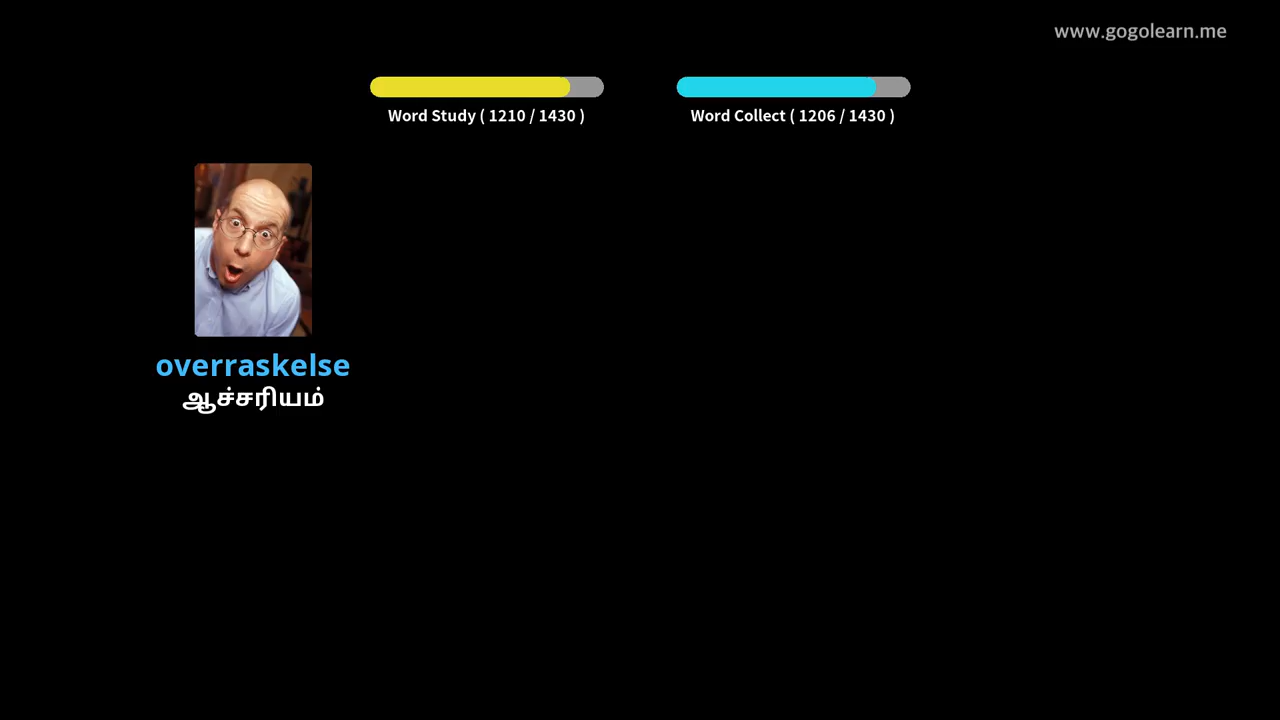 www.gogolearn.me
Word Study ( 1210 / 1430 )
Word Collect ( 1206 / 1430 )
overraskelse
ஆச்சரியம்